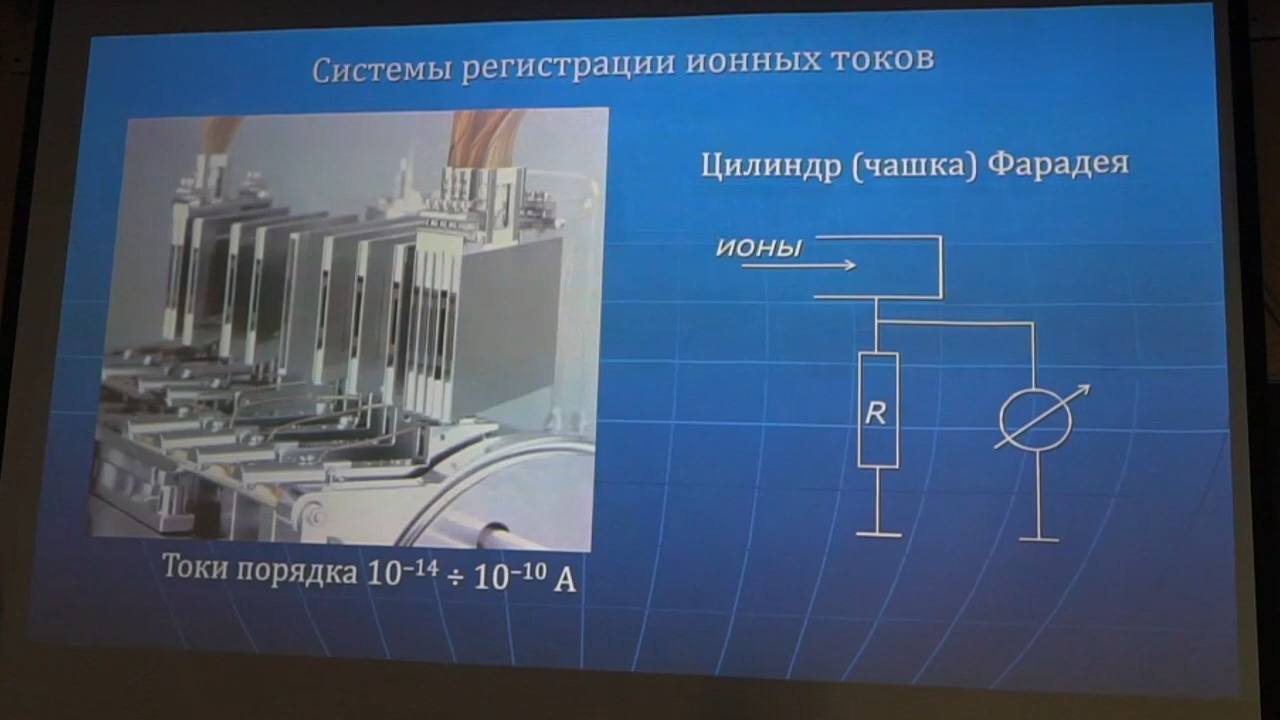 Системы регистрации ионных токов
Цилиндр (чашка) Фарадея
ионы
R
Токи порядка 10⁻¹⁴ ÷ 10⁻¹⁰ А